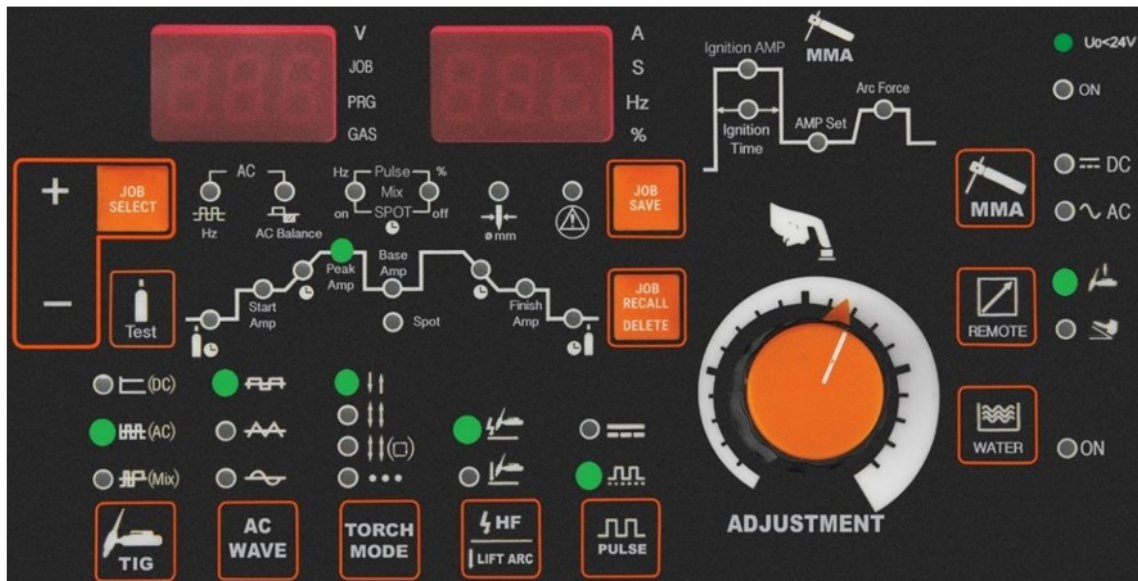 V
JOB
PRG
GAS
A
S
Hz
%
Ignition AMP
MMA
Ignition
Time
AMP Set
Arc Force
Uo<24V
ON
+
JOB
SELECT
−
AC
Hz
AC Balance
Hz Pulse %
Mix
on SPOT off
ømm
JOB
SAVE
MMA
DC
AC
Test
Start
Amp
Peak
Amp
Base
Amp
Spot
Finish
Amp
JOB
RECALL
DELETE
REMOTE
(DC)
(AC)
(Mix)
TIG
AC
WAVE
TORCH
MODE
HF
LIFT ARC
PULSE
ADJUSTMENT
WATER
ON